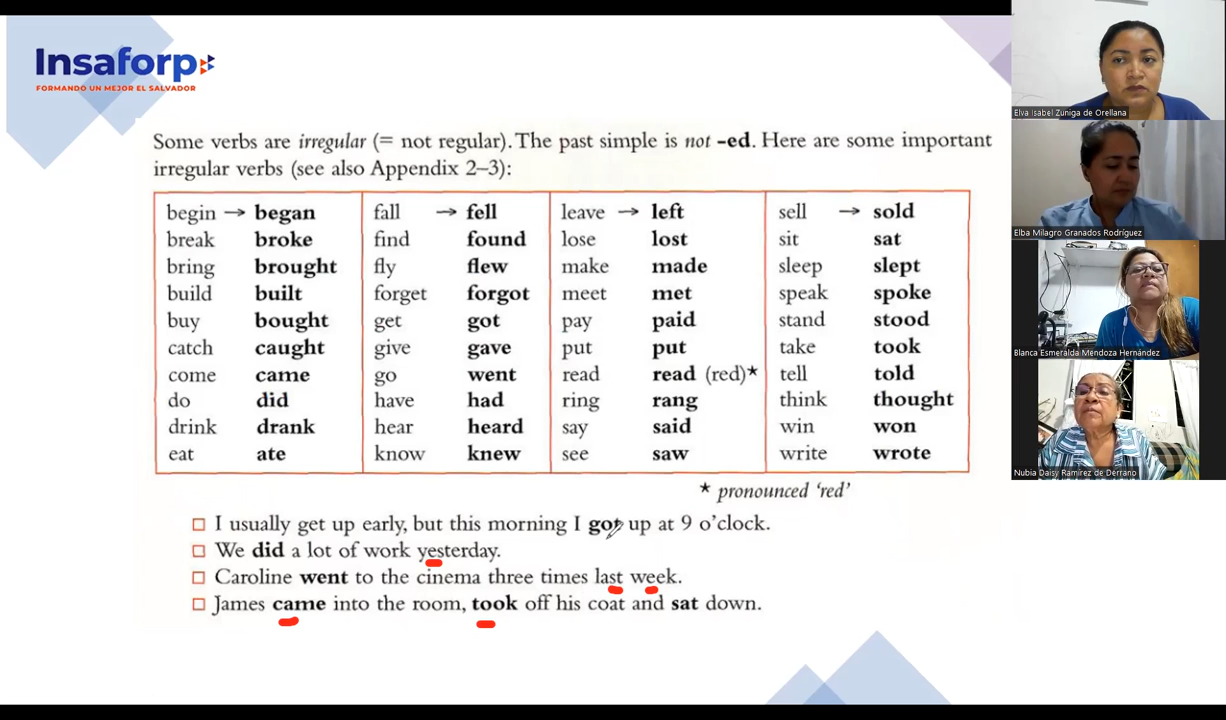 Insaforp
FORMANDO UN MEJOR EL SALVADOR
Some verbs are irregular (= not regular). The past simple is not -ed. Here are some important
irregular verbs (see also Appendix 2–3):
begin → began fall → fell leave → left sell → sold
break broke find found lose lost sit sat
bring brought fly flew make made sleep slept
build built forget forgot meet met speak spoke
buy bought get got pay paid stand stood
catch caught give gave put put take took
come came go went read read (red)* tell told
do did have had ring rang think thought
drink drank hear heard say said win won
eat ate know knew see saw write wrote
* pronounced ‘red’
□ I usually get up early, but this morning I got up at 9 o’clock.
□ We did a lot of work yesterday.
□ Caroline went to the cinema three times last week.
□ James came into the room, took off his coat and sat down.
Elva Isabel Zuniga de Orellana
Elba Milagro Granados Rodríguez
Blanca Esmeralda Mendoza Hernández
Nubia Daisy Ramírez de Derrano